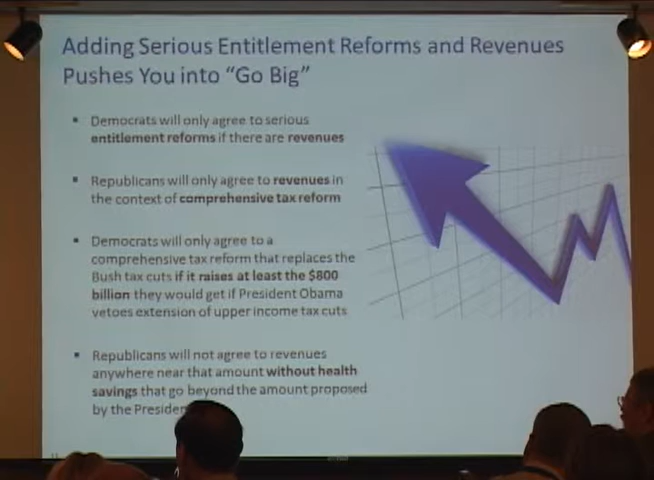 Adding Serious Entitlement Reforms and Revenues
Pushes You into “Go Big”
Democrats will only agree to serious
entitlement reforms if there are revenues
Republicans will only agree to revenues in
the context of comprehensive tax reform
Democrats will only agree to a
comprehensive tax reform that replaces the
Bush tax cuts if it raises at least the $800
billion they would get if President Obama
vetoes extension of upper income tax cuts
Republicans will not agree to revenues
anywhere near that amount without health
savings that go beyond the amount proposed
by the